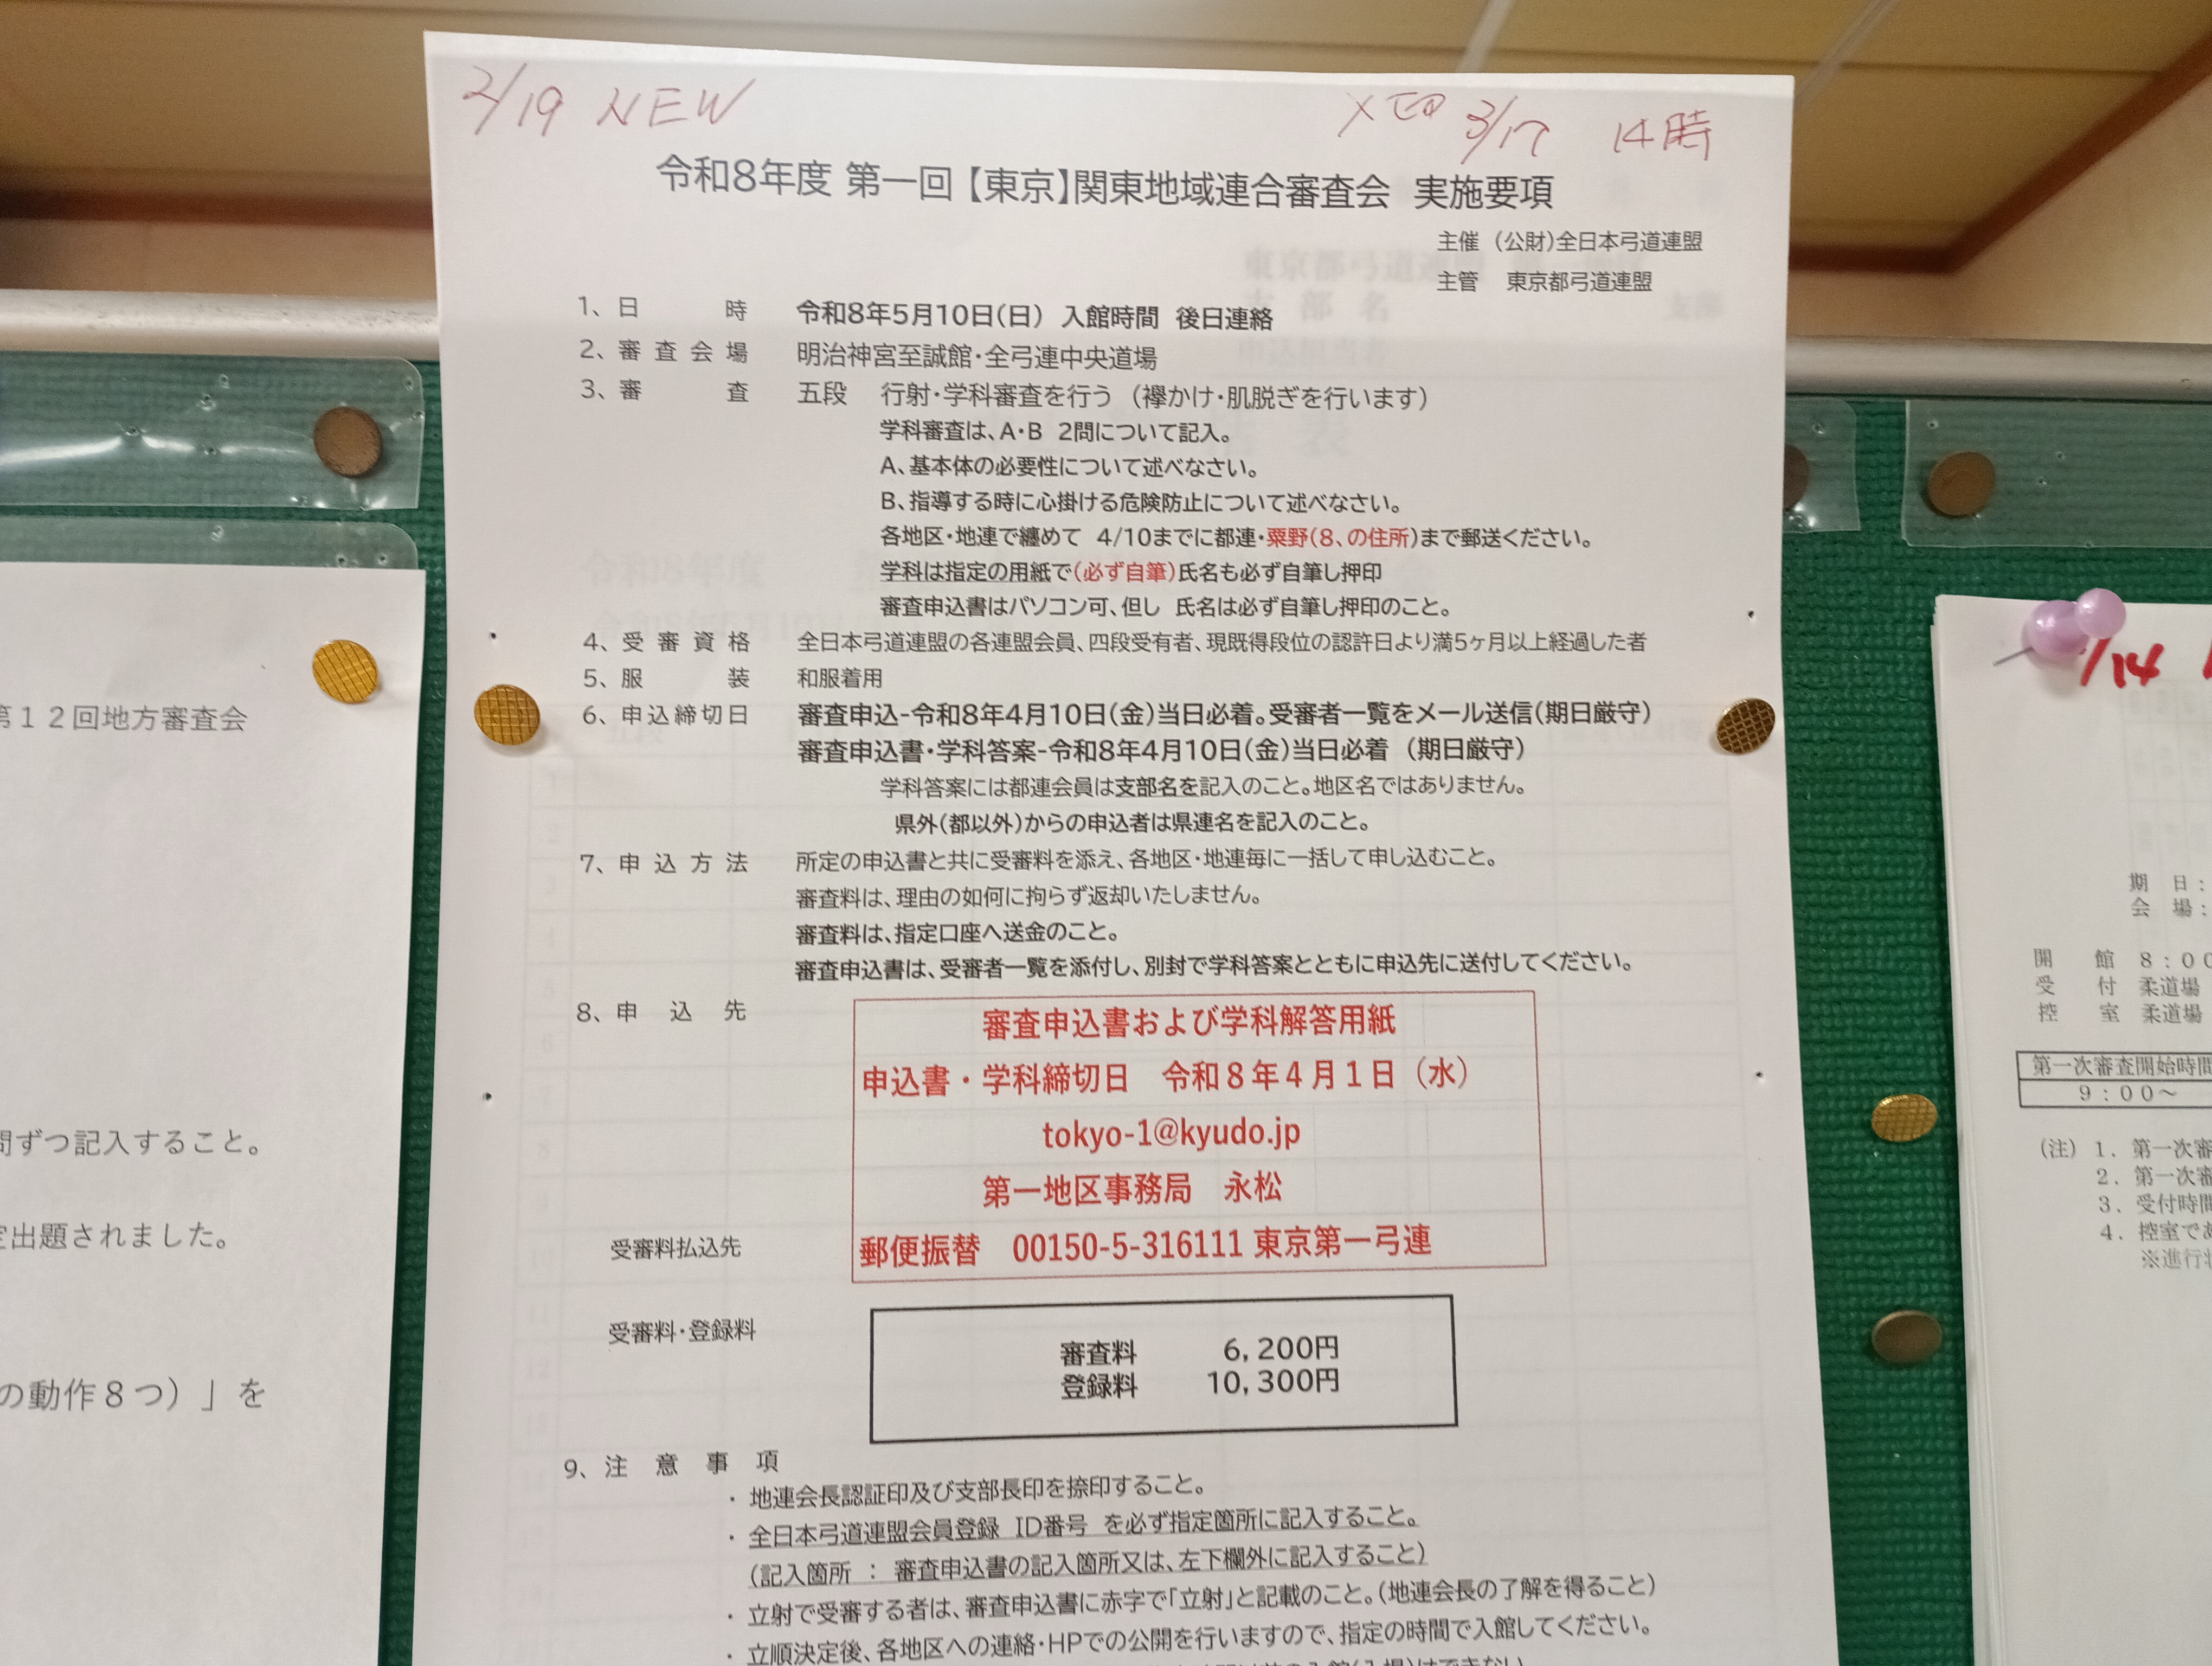 2/19 NEW
〆切 3/17 14時
令和8年度 第一回【東京】関東地域連合審査会 実施要項
主催 (公財)全日本弓道連盟
主管 東京都弓道連盟
1、日時 令和8年5月10日(日) 入館時間 後日連絡
2、審査会場 明治神宮至誠館・全弓連中央道場
3、審査 五段 行射・学科審査を行う (襷かけ・肌脱ぎを行います)
学科審査は、A・B 2問について記入。
A、基本体の必要性について述べなさい。
B、指導する時に心掛ける危険防止について述べなさい。
各地区・地連で纏めて 4/10までに都連・粟野(8、の住所)まで郵送ください。
学科は指定の用紙で(必ず自筆)氏名も必ず自筆し押印
審査申込書はパソコン可、但し 氏名は必ず自筆し押印のこと。
4、受審資格 全日本弓道連盟の各連盟会員、四段受有者、現既得段位の認許日より満5ヶ月以上経過した者
5、服装 和服着用
6、申込締切日 審査申込-令和8年4月10日(金)当日必着。受審者一覧をメール送信(期日厳守)
審査申込書・学科答案-令和8年4月10日(金)当日必着 (期日厳守)
学科答案には都連会員は支部名を記入のこと。地区名ではありません。
県外(都以外)からの申込者は県連名を記入のこと。
7、申込方法 所定の申込書と共に受審料を添え、各地区・地連毎に一括して申し込むこと。
審査料は、理由の如何に拘らず返却いたしません。
審査料は、指定口座へ送金のこと。
審査申込書は、受審者一覧を添付し、別封で学科答案とともに申込先に送付してください。
8、申込先
審査申込書および学科解答用紙
申込書・学科締切日 令和8年4月1日(水)
tokyo-1@kyudo.jp
第一地区事務局 永松
受審料払込先 郵便振替 00150-5-316111 東京第一弓連
受審料・登録料
審査料 6,200円
登録料 10,300円
9、注意事項
・地連会長認証印及び支部長印を捺印すること。
・全日本弓道連盟会員登録 ID番号 を必ず指定箇所に記入すること。
(記入箇所 : 審査申込書の記入箇所又は、左下欄外に記入すること)
・立射で受審する者は、審査申込書に赤字で「立射」と記載のこと。(地連会長の了解を得ること)
・立順決定後、各地区への連絡・HPでの公開を行いますので、指定の時間で入館してください。
第12回地方審査会
問ずつ記入すること。
定出題されました。
の動作8つ)」を
/14
期日:
会場:
開館 8:00
受付 柔道場
控室 柔道場
第一次審査開始時間
9:00~
(注) 1. 第一次審
2. 第一次審
3. 受付時間
4. 控室であ
※進行状